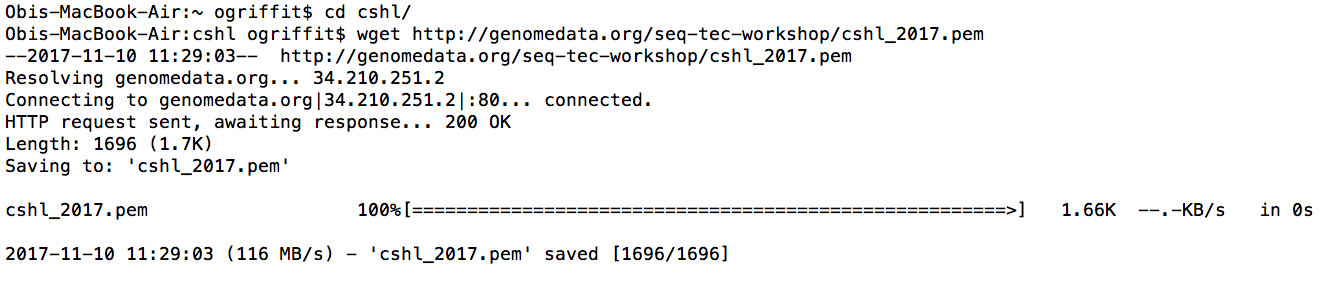 Obis-MacBook-Air:~ ogriffit$ cd cshl/
Obis-MacBook-Air:cshl ogriffit$ wget http://genomedata.org/seq-tec-workshop/cshl_2017.pem
--2017-11-10 11:29:03--  http://genomedata.org/seq-tec-workshop/cshl_2017.pem
Resolving genomedata.org... 34.210.251.2
Connecting to genomedata.org|34.210.251.2|:80... connected.
HTTP request sent, awaiting response... 200 OK
Length: 1696 (1.7K)
Saving to: 'cshl_2017.pem'
cshl_2017.pem                   100%[======================================================>]   1.66K  --.-KB/s   in 0s
2017-11-10 11:29:03 (116 MB/s) - 'cshl_2017.pem' saved [1696/1696]